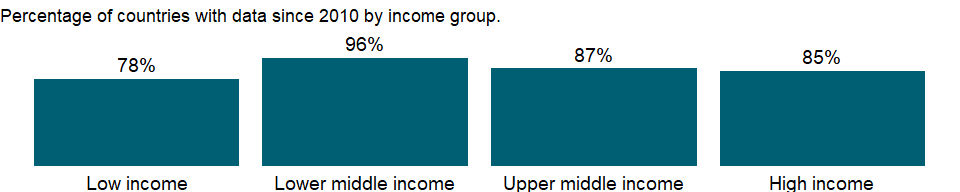 Percentage of countries with data since 2010 by income group.
78%
96%
87%
85%
Low income
Lower middle income
Upper middle income
High income